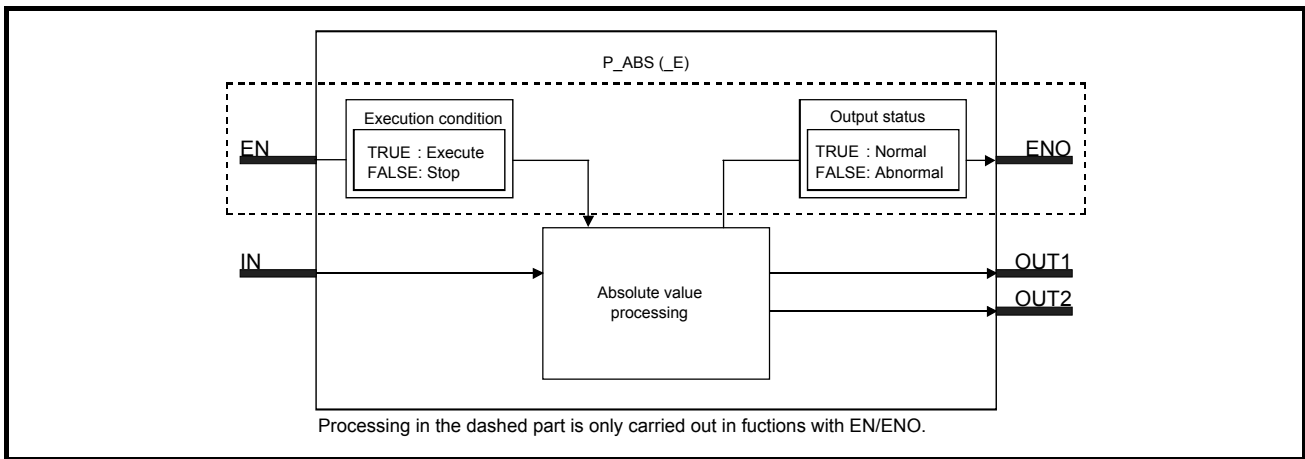 P_ABS (_E)
Execution condition
TRUE : Execute
FALSE: Stop
Output status
TRUE : Normal
FALSE: Abnormal
EN
ENO
IN
Absolute value
processing
OUT1
OUT2
Processing in the dashed part is only carried out in fuctions with EN/ENO.